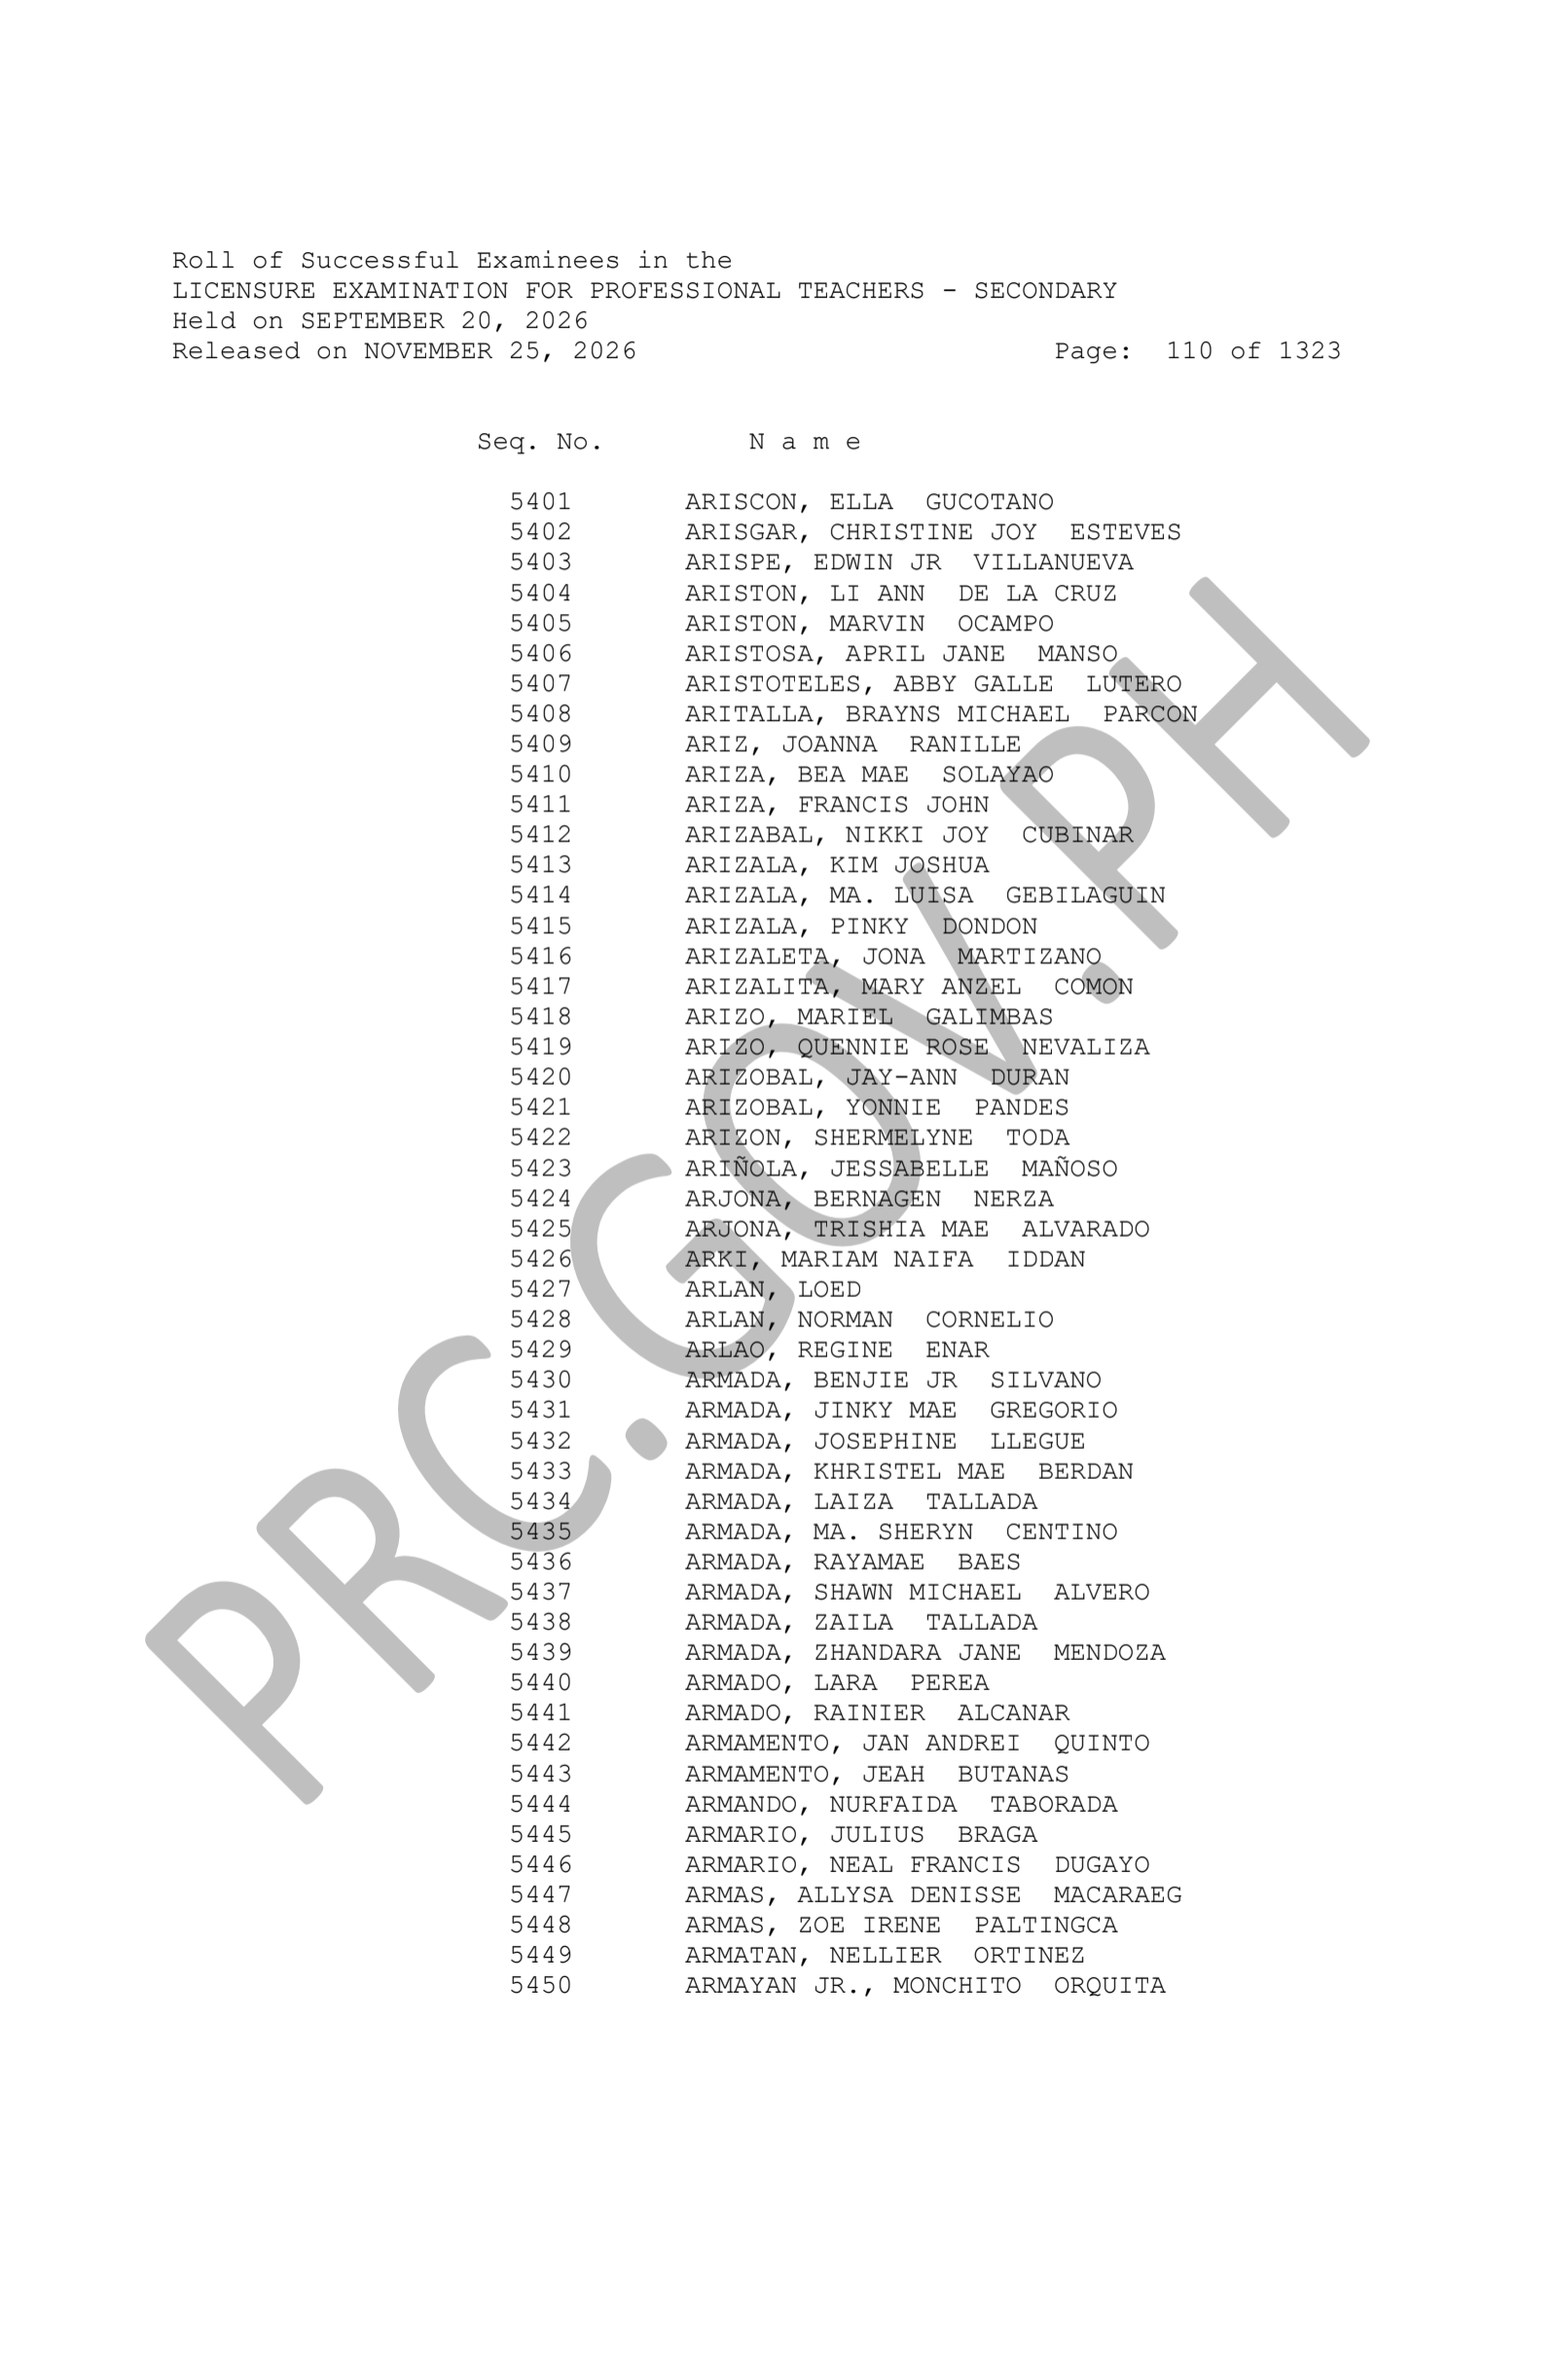 Roll of Successful Examinees in the
LICENSURE EXAMINATION FOR PROFESSIONAL TEACHERS - SECONDARY
Held on SEPTEMBER 20, 2026
Released on NOVEMBER 25, 2026 Page: 110 of 1323
Seq. No. N a m e
5401 ARISCON, ELLA GUCOTANO
5402 ARISGAR, CHRISTINE JOY ESTEVES
5403 ARISPE, EDWIN JR VILLANUEVA
5404 ARISTON, LI ANN DE LA CRUZ
5405 ARISTON, MARVIN OCAMPO
5406 ARISTOSA, APRIL JANE MANSO
5407 ARISTOTELES, ABBY GALLE LUTERO
5408 ARITALLA, BRAYNS MICHAEL PARCON
5409 ARIZ, JOANNA RANILLE
5410 ARIZA, BEA MAE SOLAYAO
5411 ARIZA, FRANCIS JOHN
5412 ARIZABAL, NIKKI JOY CUBINAR
5413 ARIZALA, KIM JOSHUA
5414 ARIZALA, MA. LUISA GEBILAGUIN
5415 ARIZALA, PINKY DONDON
5416 ARIZALETA, JONA MARTIZANO
5417 ARIZALITA, MARY ANZEL COMON
5418 ARIZO, MARIEL GALIMBAS
5419 ARIZO, QUENNIE ROSE NEVALIZA
5420 ARIZOBAL, JAY-ANN DURAN
5421 ARIZOBAL, YONNIE PANDES
5422 ARIZON, SHERMELYNE TODA
5423 ARIÑOLA, JESSABELLE MAÑOSO
5424 ARJONA, BERNAGEN NERZA
5425 ARJONA, TRISHIA MAE ALVARADO
5426 ARKI, MARIAM NAIFA IDDAN
5427 ARLAN, LOED
5428 ARLAN, NORMAN CORNELIO
5429 ARLAO, REGINE ENAR
5430 ARMADA, BENJIE JR SILVANO
5431 ARMADA, JINKY MAE GREGORIO
5432 ARMADA, JOSEPHINE LLEGUE
5433 ARMADA, KHRISTEL MAE BERDAN
5434 ARMADA, LAIZA TALLADA
5435 ARMADA, MA. SHERYN CENTINO
5436 ARMADA, RAYAMAE BAES
5437 ARMADA, SHAWN MICHAEL ALVERO
5438 ARMADA, ZAILA TALLADA
5439 ARMADA, ZHANDARA JANE MENDOZA
5440 ARMADO, LARA PEREA
5441 ARMADO, RAINIER ALCANAR
5442 ARMAMENTO, JAN ANDREI QUINTO
5443 ARMAMENTO, JEAH BUTANAS
5444 ARMANDO, NURFAIDA TABORADA
5445 ARMARIO, JULIUS BRAGA
5446 ARMARIO, NEAL FRANCIS DUGAYO
5447 ARMAS, ALLYSA DENISSE MACARAEG
5448 ARMAS, ZOE IRENE PALTINGCA
5449 ARMATAN, NELLIER ORTINEZ
5450 ARMAYAN JR., MONCHITO ORQUITA
PRC.GOV.PH